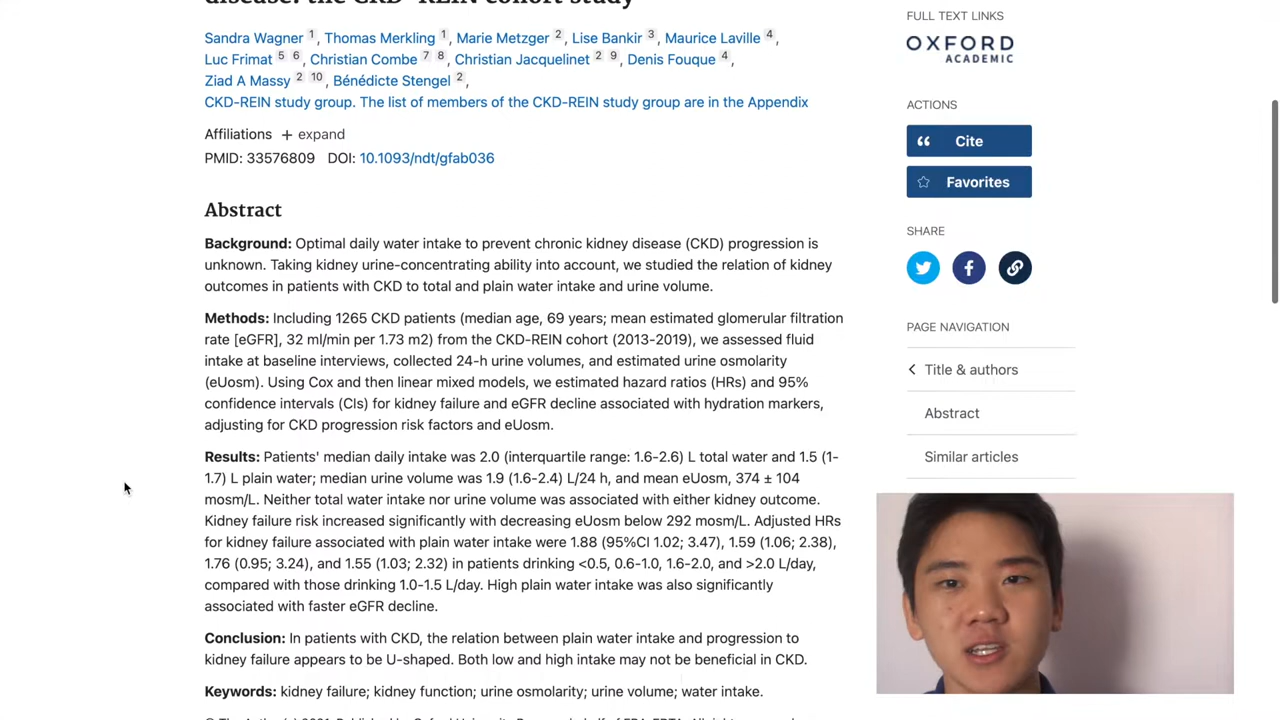 disease: the CKD-REIN cohort study
Sandra Wagner 1 , Thomas Merkling 1 , Marie Metzger 2 , Lise Bankir 3 , Maurice Laville 4 ,
Luc Frimat 5 6 , Christian Combe 7 8 , Christian Jacquelinet 2 9 , Denis Fouque 4 ,
Ziad A Massy 2 10 , Bénédicte Stengel 2 ,
CKD-REIN study group. The list of members of the CKD-REIN study group are in the Appendix
Affiliations + expand
PMID: 33576809 DOI: 10.1093/ndt/gfab036
Abstract
Background: Optimal daily water intake to prevent chronic kidney disease (CKD) progression is
unknown. Taking kidney urine-concentrating ability into account, we studied the relation of kidney
outcomes in patients with CKD to total and plain water intake and urine volume.
Methods: Including 1265 CKD patients (median age, 69 years; mean estimated glomerular filtration
rate [eGFR], 32 ml/min per 1.73 m2) from the CKD-REIN cohort (2013-2019), we assessed fluid
intake at baseline interviews, collected 24-h urine volumes, and estimated urine osmolarity
(eUosm). Using Cox and then linear mixed models, we estimated hazard ratios (HRs) and 95%
confidence intervals (CIs) for kidney failure and eGFR decline associated with hydration markers,
adjusting for CKD progression risk factors and eUosm.
Results: Patients' median daily intake was 2.0 (interquartile range: 1.6-2.6) L total water and 1.5 (1-
1.7) L plain water; median urine volume was 1.9 (1.6-2.4) L/24 h, and mean eUosm, 374 ± 104
mosm/L. Neither total water intake nor urine volume was associated with either kidney outcome.
Kidney failure risk increased significantly with decreasing eUosm below 292 mosm/L. Adjusted HRs
for kidney failure associated with plain water intake were 1.88 (95%CI 1.02; 3.47), 1.59 (1.06; 2.38),
1.76 (0.95; 3.24), and 1.55 (1.03; 2.32) in patients drinking <0.5, 0.6-1.0, 1.6-2.0, and >2.0 L/day,
compared with those drinking 1.0-1.5 L/day. High plain water intake was also significantly
associated with faster eGFR decline.
Conclusion: In patients with CKD, the relation between plain water intake and progression to
kidney failure appears to be U-shaped. Both low and high intake may not be beneficial in CKD.
Keywords: kidney failure; kidney function; urine osmolarity; urine volume; water intake.
FULL TEXT LINKS
OXFORD
ACADEMIC
ACTIONS
Cite
Favorites
SHARE
PAGE NAVIGATION
Title & authors
Abstract
Similar articles